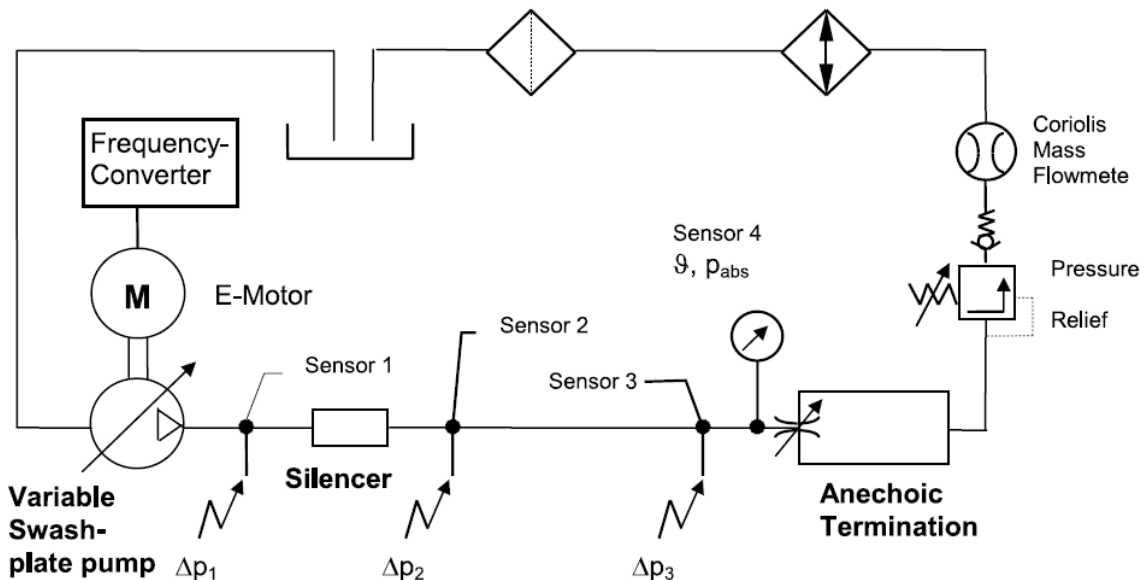 Frequency-
Converter
M
E-Motor
Coriolis
Mass
Flowmete
Sensor 4
ϑ, pabs
Pressure
Relief
Sensor 2
Sensor 1
Sensor 3
Silencer
Variable
Swash-
plate pump
Anechoic
Termination
Δp1
Δp2
Δp3